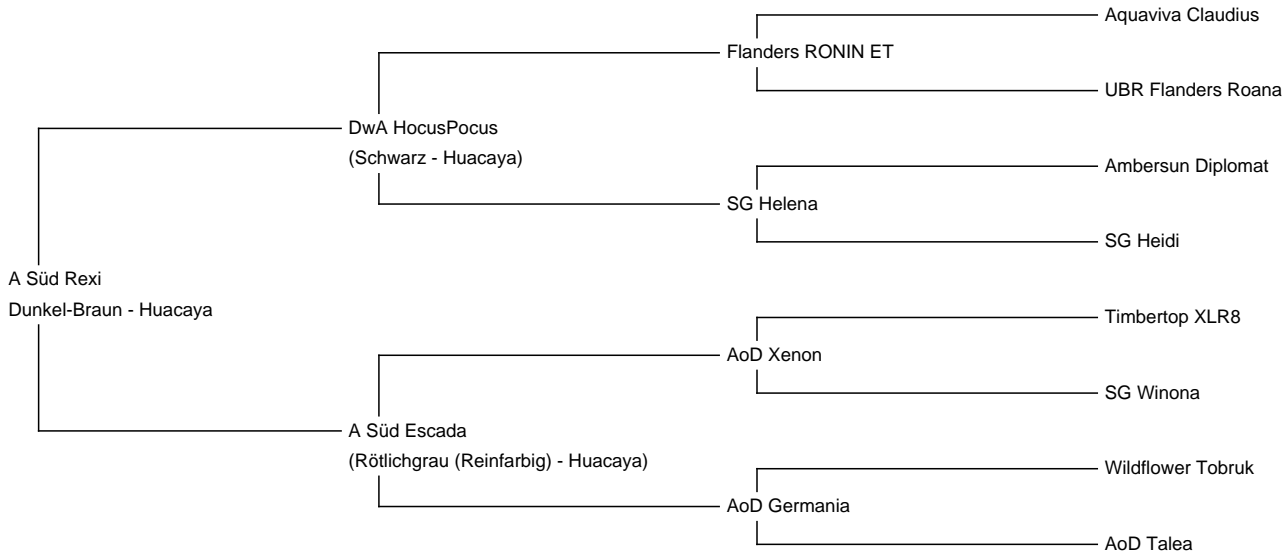 Aquaviva Claudius
Flanders RONIN ET
UBR Flanders Roana
DwA HocusPocus
(Schwarz - Huacaya)
Ambersun Diplomat
SG Helena
SG Heidi
A Süd Rexi
Dunkel-Braun - Huacaya
Timbertop XLR8
AoD Xenon
SG Winona
A Süd Escada
(Rötlichgrau (Reinfarbig) - Huacaya)
Wildflower Tobruk
AoD Germania
AoD Talea